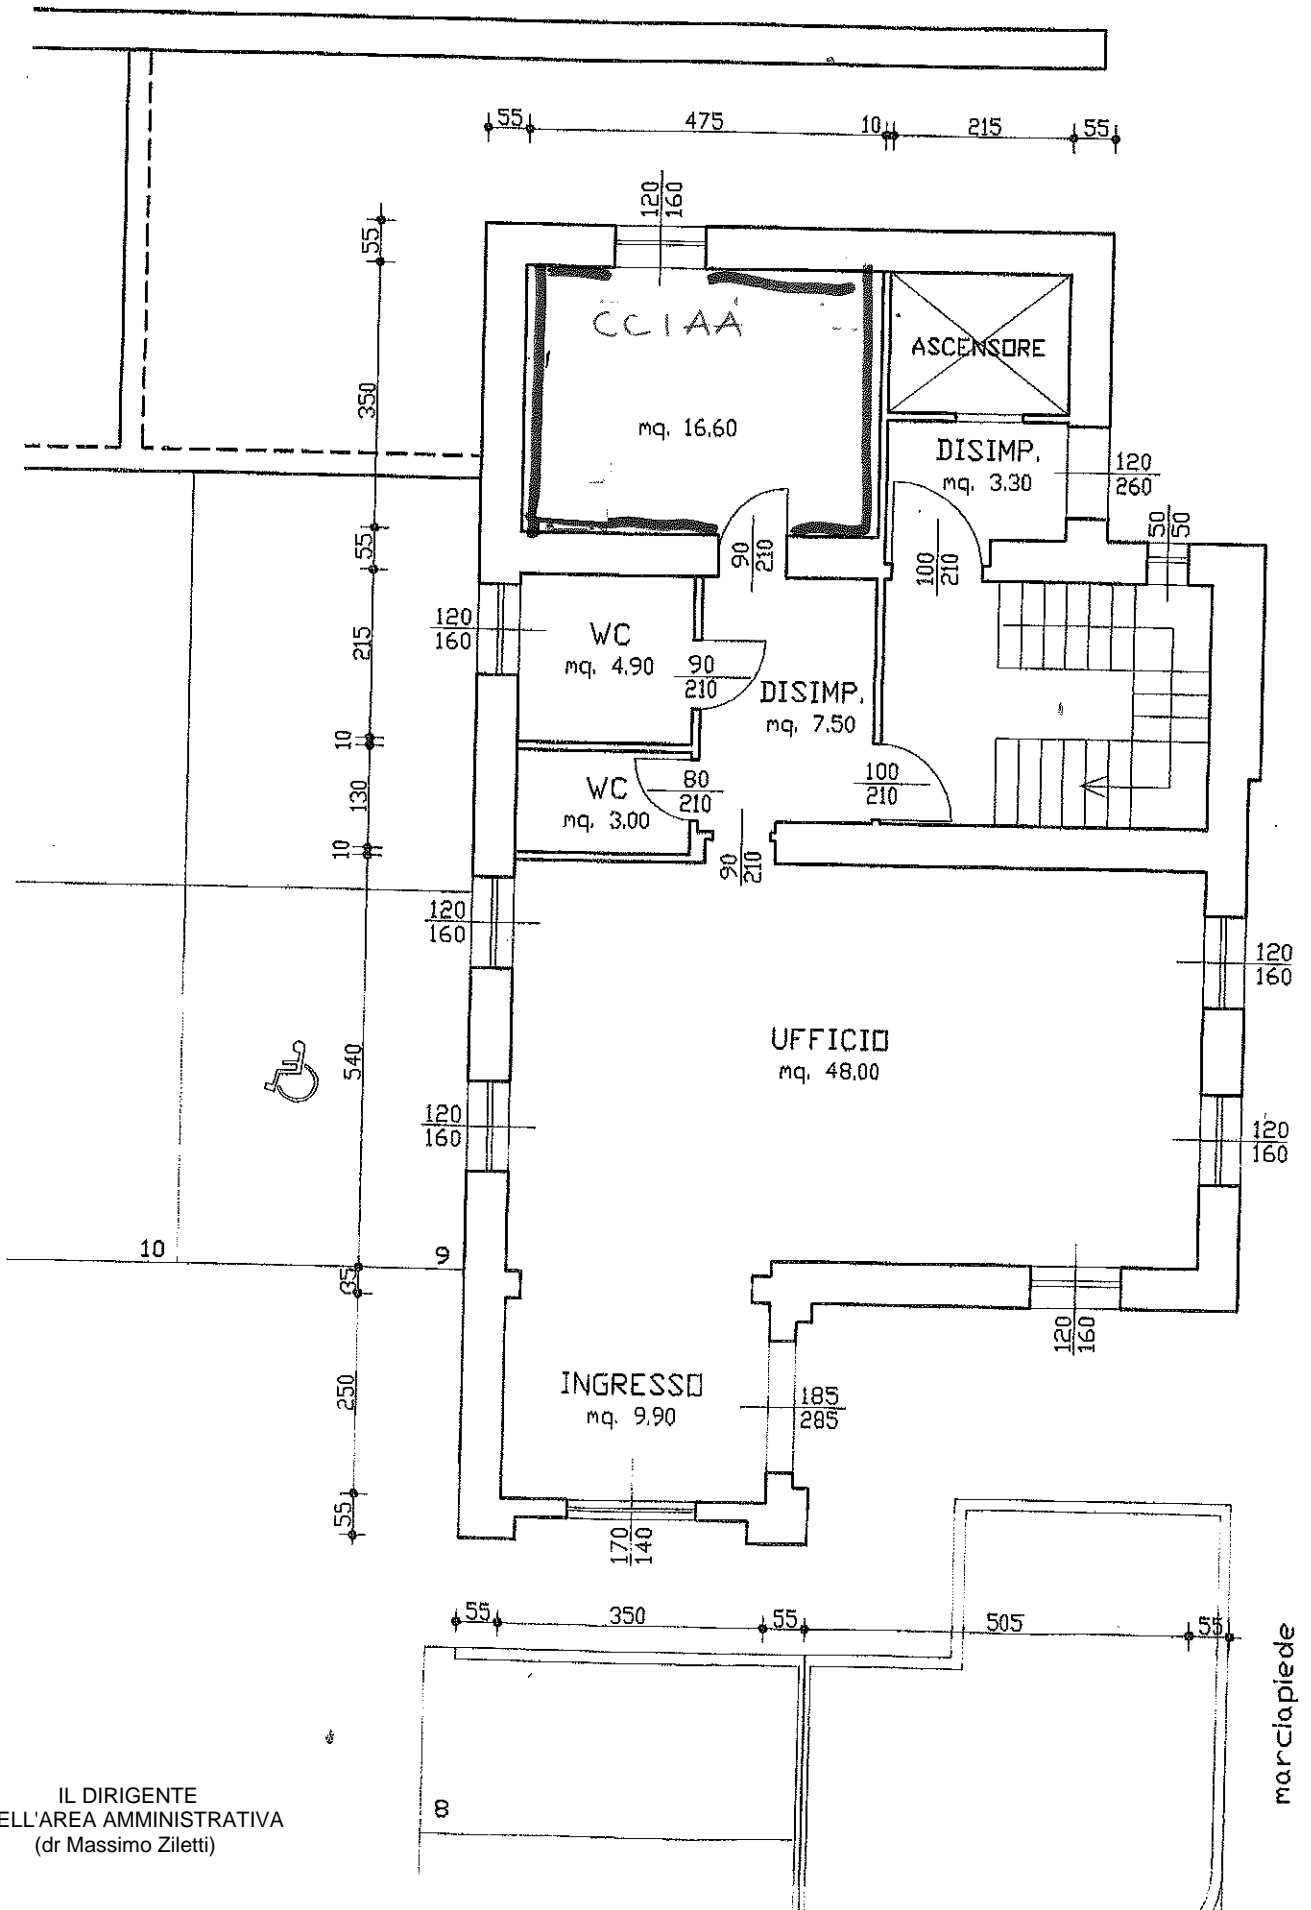 55 475 10 215 55
120
160
55
CCIAA
ASCENSORE
350
mq. 16.60
DISIMP.
mq. 3.30
120
260
50
50
55
90
210
100
210
120
160
215
WC
mq. 4.90
90
210
DISIMP.
mq. 7.50
10
130
WC
mq. 3.00
80
210
100
210
10
90
210
120
160
120
160
UFFICIO
mq. 48.00
540
120
160
120
160
10
9
35
120
160
INGRESSO
mq. 9.90
185
285
250
55
170
140
55 350 55 505 55
marciapiede
IL DIRIGENTE
ELL'AREA AMMINISTRATIVA
(dr Massimo Ziletti)
8